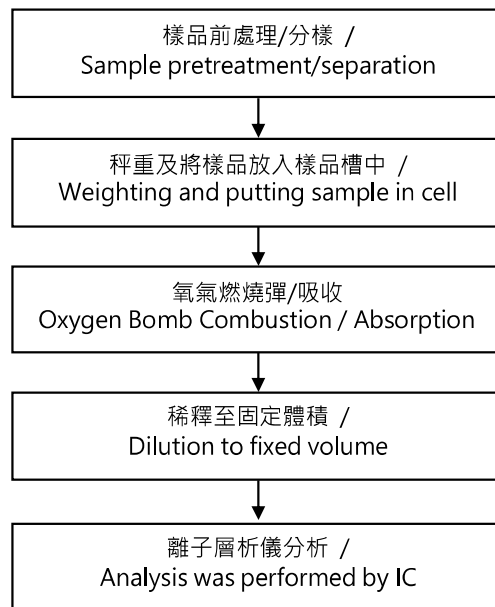 樣品前處理/分樣 /
Sample pretreatment/separation
秤重及將樣品放入樣品槽中 /
Weighting and putting sample in cell
氧氣燃燒彈/吸收
Oxygen Bomb Combustion / Absorption
稀釋至固定體積 /
Dilution to fixed volume
離子層析儀分析 /
Analysis was performed by IC